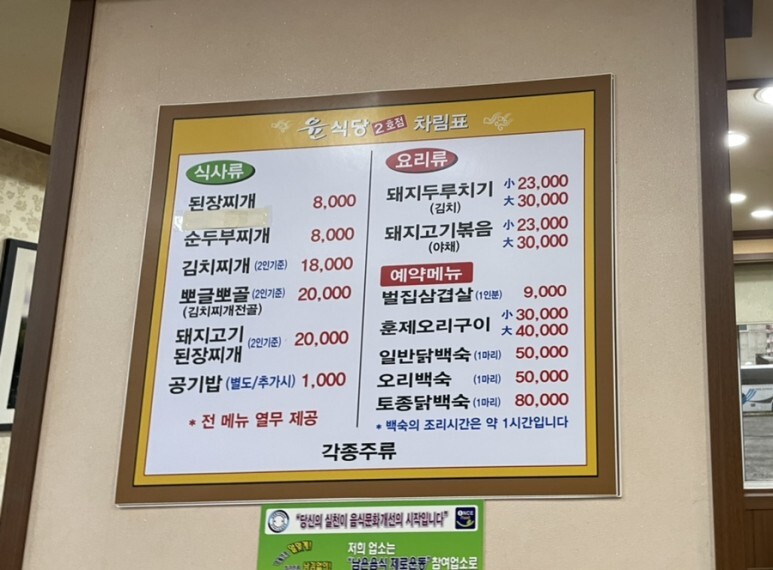 윤식당 2호점 차림표
식사류
된장찌개 8,000
순두부찌개 8,000
김치찌개 (2인기준) 18,000
뽀글뽀골 (2인기준) 20,000
(김치찌개전골)
돼지고기
된장찌개 (2인기준) 20,000
공기밥 (별도/추가시) 1,000
* 전 메뉴 열무 제공
요리류
돼지두루치기 小 23,000
(김치) 大 30,000
돼지고기볶음 小 23,000
(야채) 大 30,000
예약메뉴
벌집삼겹살 (1인분) 9,000
훈제오리구이 小 30,000
大 40,000
일반닭백숙 (1마리) 50,000
오리백숙 (1마리) 50,000
토종닭백숙 (1마리) 80,000
* 백숙의 조리시간은 약 1시간입니다
각종주류
"당신의 실천이 음식문화개선의 시작입니다"
저희 업소는
"남은음식 제로운동" 참여업소로